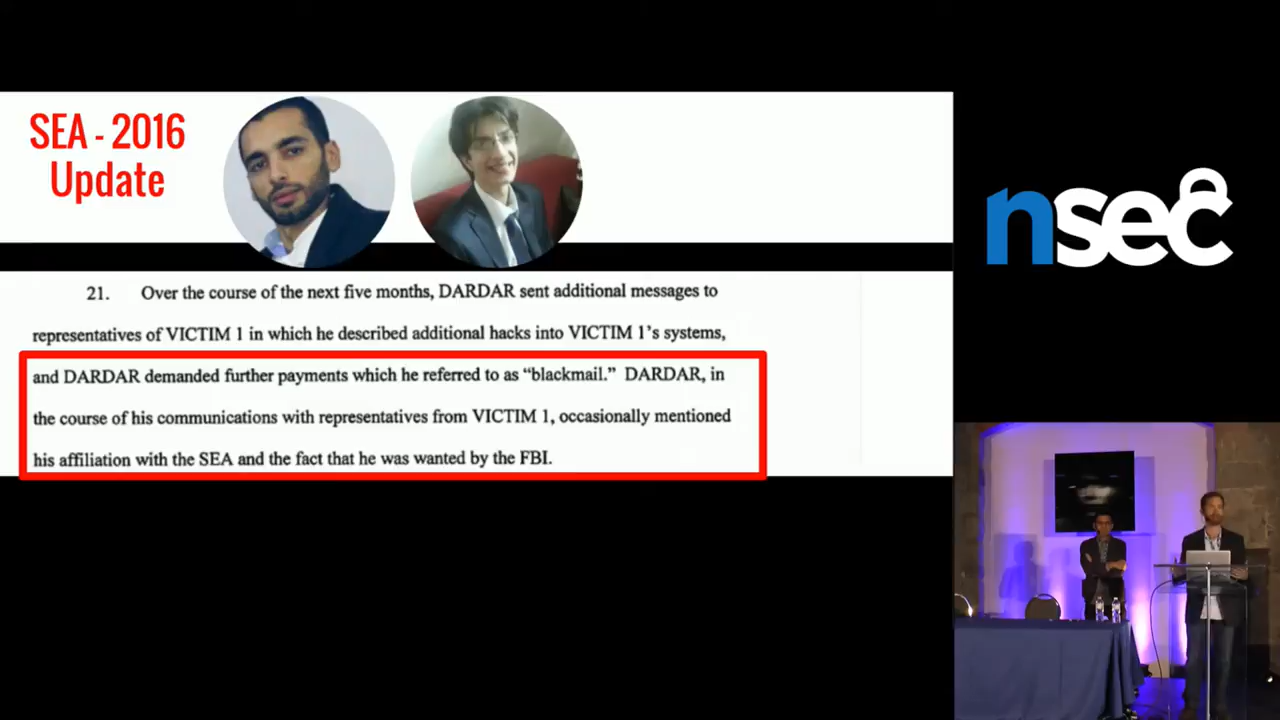 SEA - 2016
Update
21. Over the course of the next five months, DARDAR sent additional messages to
representatives of VICTIM 1 in which he described additional hacks into VICTIM 1's systems,
and DARDAR demanded further payments which he referred to as “blackmail.” DARDAR, in
the course of his communications with representatives from VICTIM 1, occasionally mentioned
his affiliation with the SEA and the fact that he was wanted by the FBI.
nsec